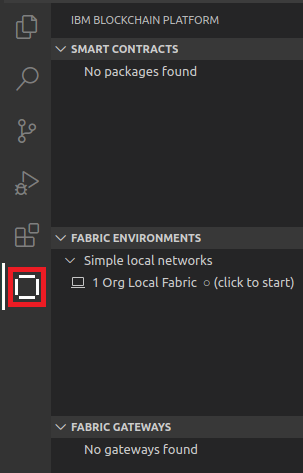 IBM BLOCKCHAIN PLATFORM
SMART CONTRACTS
No packages found
FABRIC ENVIRONMENTS
Simple local networks
1 Org Local Fabric ○ (click to start)
FABRIC GATEWAYS
No gateways found